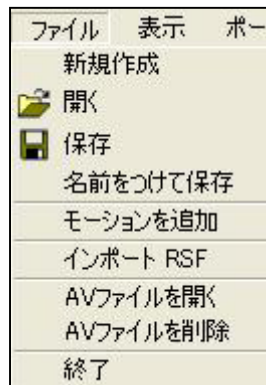 ファイル 表示 ポー
新規作成
開く
保存
名前をつけて保存
モーションを追加
インポート RSF
AVファイルを開く
AVファイルを削除
終了